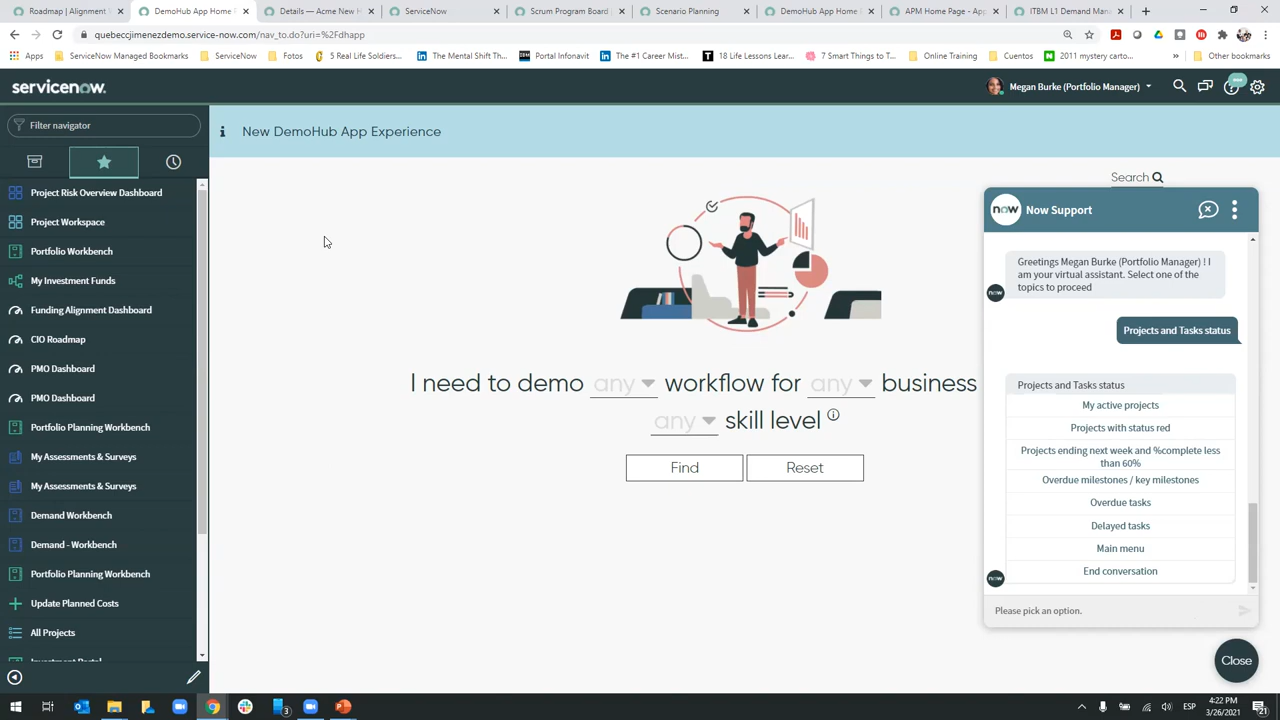 Roadmap | Alignment V
DemoHub App Home P
Details — Acme New H
ServiceNow
Scrum Program Board |
Scenario Planning
DemoHub App Home P
APM Home Page - App
ITBM L1 Demand Man
quebeccjimenezdemo.service-now.com/nav_to.do?uri=%2Fdhapp
Apps
ServiceNow Managed Bookmarks
ServiceNow
Fotos
5 Real Life Soldiers...
The Mental Shift Th...
Portal Infonavit
The #1 Career Mist...
18 Life Lessons Lear...
7 Smart Things to T...
Online Training
Cuentos
2011 mystery carto...
»
Other bookmarks
servicenow
Megan Burke (Portfolio Manager)
Filter navigator
New DemoHub App Experience
Search
Project Risk Overview Dashboard
Project Workspace
Portfolio Workbench
My Investment Funds
Funding Alignment Dashboard
CIO Roadmap
PMO Dashboard
PMO Dashboard
Portfolio Planning Workbench
My Assessments & Surveys
My Assessments & Surveys
Demand Workbench
Demand - Workbench
Portfolio Planning Workbench
Update Planned Costs
All Projects
I need to demo any workflow for any business
any skill level
Find
Reset
now
Now Support
Greetings Megan Burke (Portfolio Manager) ! I
am your virtual assistant. Select one of the
topics to proceed
now
Projects and Tasks status
Projects and Tasks status
My active projects
Projects with status red
Projects ending next week and %complete less
than 60%
Overdue milestones / key milestones
Overdue tasks
Delayed tasks
Main menu
End conversation
now
Please pick an option.
Close
3
ESP
4:22 PM
3/26/2021
21